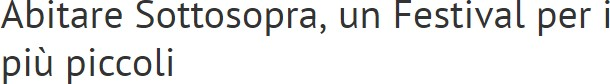 Abitare Sottosopra, un Festival per i
più piccoli